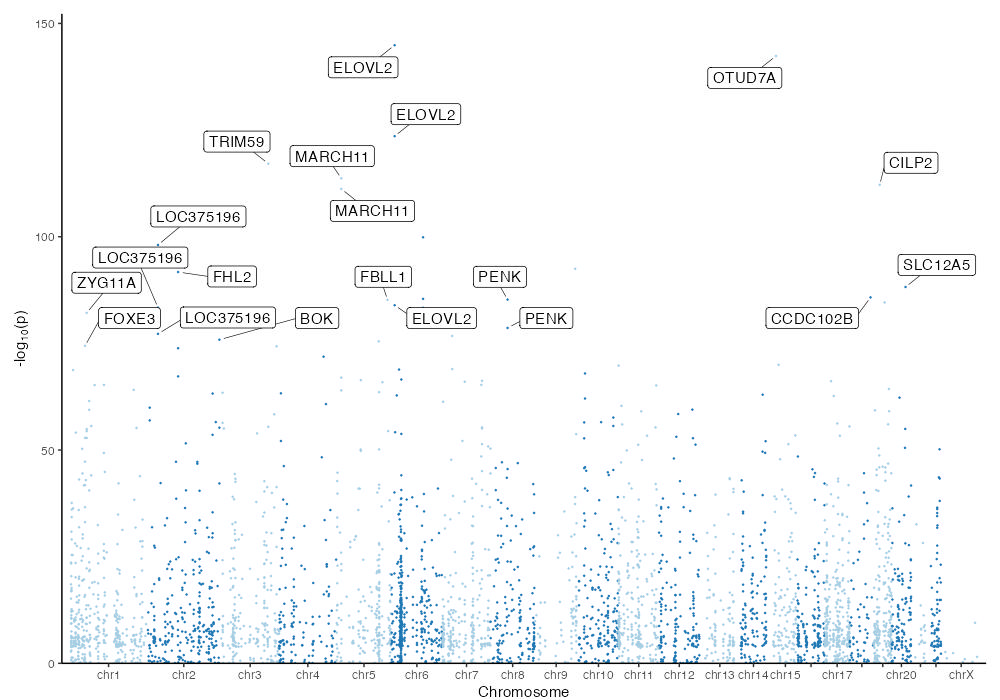 150
ELOVL2
OTUD7A
ELOVL2
TRIM59
MARCH11
CILP2
MARCH11
LOC375196
100
LOC375196
SLC12A5
ZYG11A
FHL2
FBLL1
PENK
FOXE3
LOC375196
BOK
ELOVL2
PENK
CCDC102B
-log10(p)
50
0
chr1 chr2 chr3 chr4 chr5 chr6 chr7 chr8 chr9 chr10 chr11 chr12 chr13 chr14 chr15 chr17 chr20 chrX
Chromosome